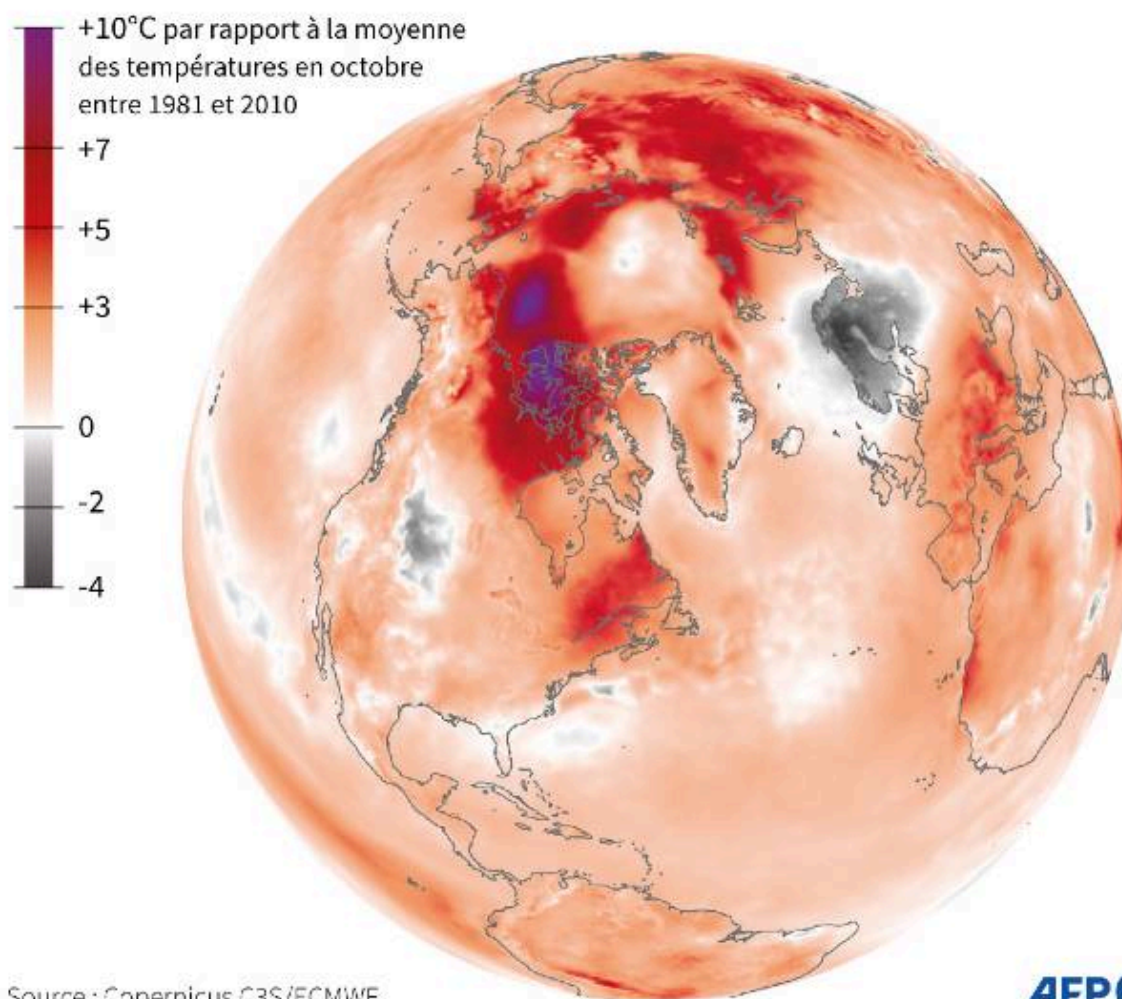 +10°C par rapport à la moyenne
des températures en octobre
entre 1981 et 2010
+7
+5
+3
0
-2
-4
Source : Copernicus C3S/ECMWF
AFP